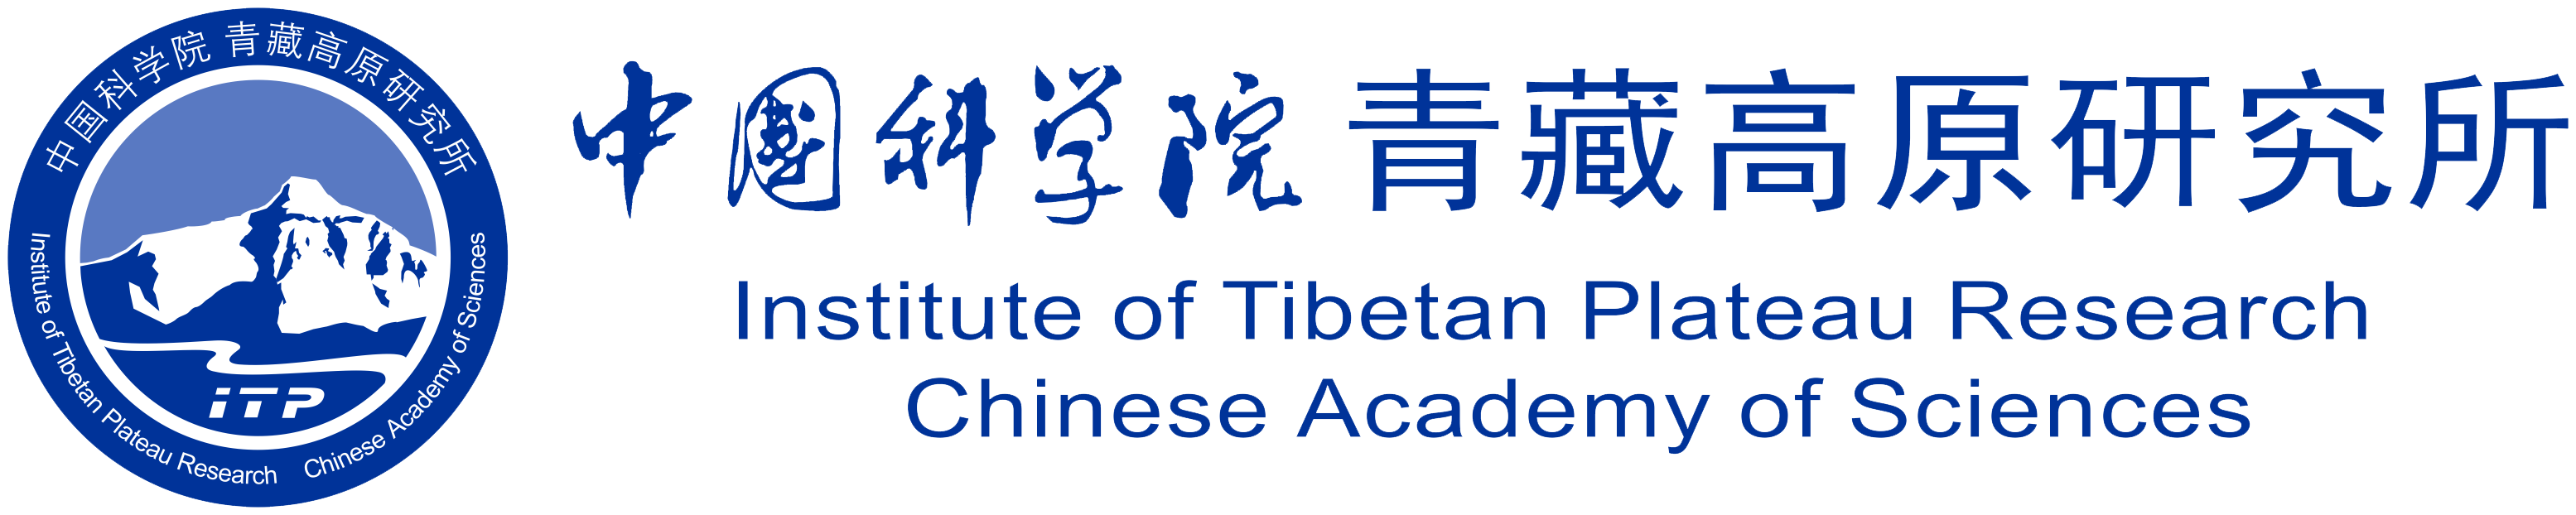 中国科学院 青藏高原研究所
Institute of Tibetan Plateau Research Chinese Academy of Sciences
iTP
中國科学院 青藏高原研究所
Institute of Tibetan Plateau Research
Chinese Academy of Sciences